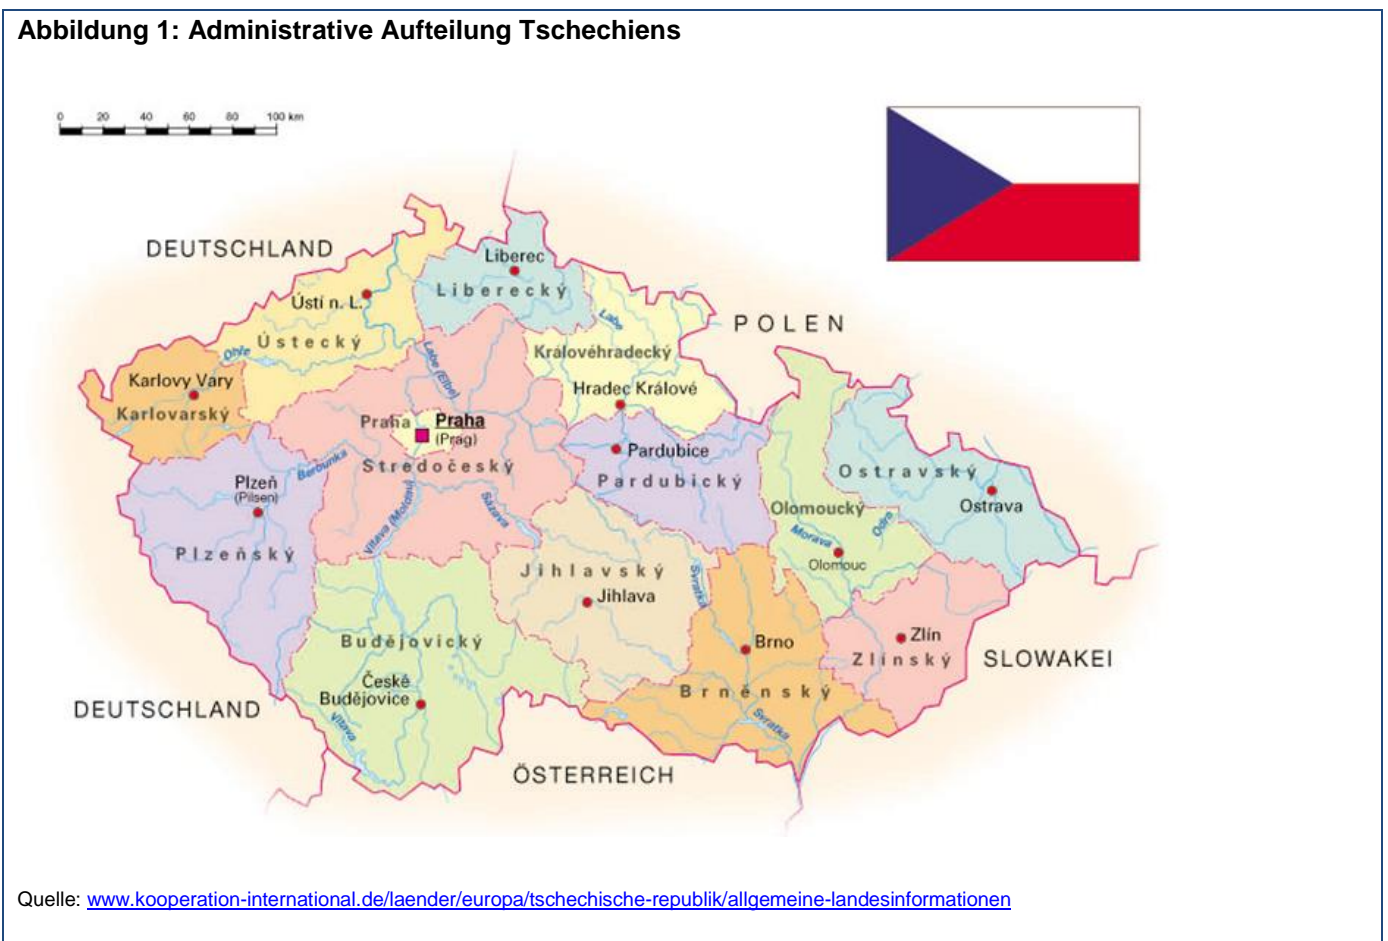 Abbildung 1: Administrative Aufteilung Tschechiens
0 20 40 60 80 100 km
DEUTSCHLAND
Liberec
Liberecký
Ústí n. L.
Ústecký
Labe
POLEN
Ohře
Labe (Elbe)
Královéhradecký
Karlovy Vary
Karlovarský
Hradec Králové
Praha
Praha
(Prag)
Stredočeský
Berounka
Pardubice
Pardubický
Ostravský
Ostrava
Plzeň
(Pilsen)
Plzeňský
Vltava (Moldau)
Sázava
Olomoucký
Morava
Odra
Olomouc
Jihlavský
Jihlava
Svratka
Budějovický
České
Budějovice
Vltava
Brno
Brněnský
Svratka
Zlín
Zlínský
SLOWAKEI
DEUTSCHLAND
ÖSTERREICH
Quelle: www.kooperation-international.de/laender/europa/tschechische-republik/allgemeine-landesinformationen